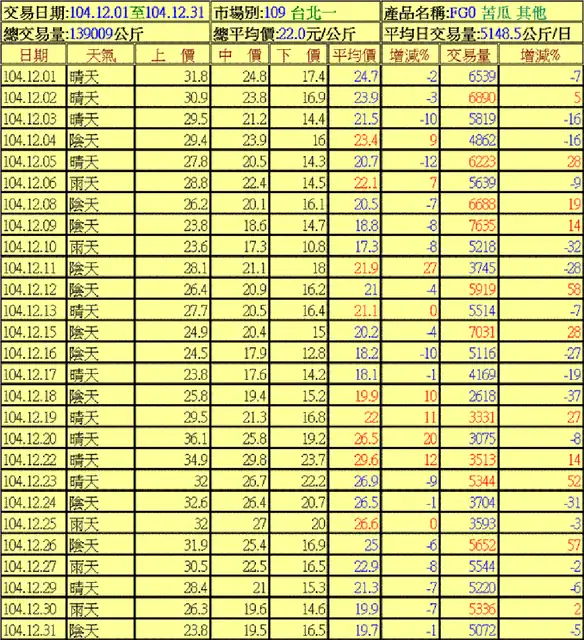 交易日期:104.12.01至104.12.31 市場別:109 台北一 產品名稱:FG0 苦瓜 其他
總交易量:139009公斤 總平均價:22.0元/公斤 平均日交易量:5148.5公斤/日
日期 天氣 上 價 中 價 下 價 平均價 增減% 交易量 增減%
104.12.01 晴天 31.8 24.8 17.4 24.7 -2 6539 -7
104.12.02 晴天 30.9 23.8 16.9 23.9 -3 6890 5
104.12.03 晴天 29.5 21.2 14.4 21.5 -10 5819 -16
104.12.04 陰天 29.4 23.9 16 23.4 9 4862 -16
104.12.05 晴天 27.8 20.5 14.3 20.7 -12 6223 28
104.12.06 雨天 28.8 22.4 14.5 22.1 7 5639 -9
104.12.08 陰天 26.2 20.1 16.1 20.5 -7 6688 19
104.12.09 陰天 23.8 18.6 14.7 18.8 -8 7635 14
104.12.10 雨天 23.6 17.3 10.8 17.3 -8 5218 -32
104.12.11 陰天 28.1 21.1 18 21.9 27 3745 -28
104.12.12 陰天 26.4 20.9 16.2 21 -4 5919 58
104.12.13 晴天 27.7 20.5 16.4 21.1 0 5514 -7
104.12.15 陰天 24.9 20.4 15 20.2 -4 7031 28
104.12.16 陰天 24.5 17.9 12.8 18.2 -10 5116 -27
104.12.17 晴天 23.8 17.6 14.2 18.1 -1 4169 -19
104.12.18 陰天 25.8 19.4 15.2 19.9 10 2618 -37
104.12.19 晴天 29.5 21.3 16.8 22 11 3331 27
104.12.20 晴天 36.1 25.8 19.2 26.5 20 3075 -8
104.12.22 晴天 34.9 29.8 23.7 29.6 12 3513 14
104.12.23 晴天 32 26.7 22.2 26.9 -9 5344 52
104.12.24 陰天 32.6 26.4 20.7 26.5 -1 3704 -31
104.12.25 雨天 32 27 20 26.6 0 3593 -3
104.12.26 陰天 31.9 25.4 16.9 25 -6 5652 57
104.12.27 雨天 30.5 22.5 16.5 22.9 -8 5544 -2
104.12.29 晴天 28.4 21 15.3 21.3 -7 5220 -6
104.12.30 雨天 26.3 19.6 14.6 19.9 -7 5336 2
104.12.31 陰天 23.8 19.5 16.5 19.7 -1 5072 -5